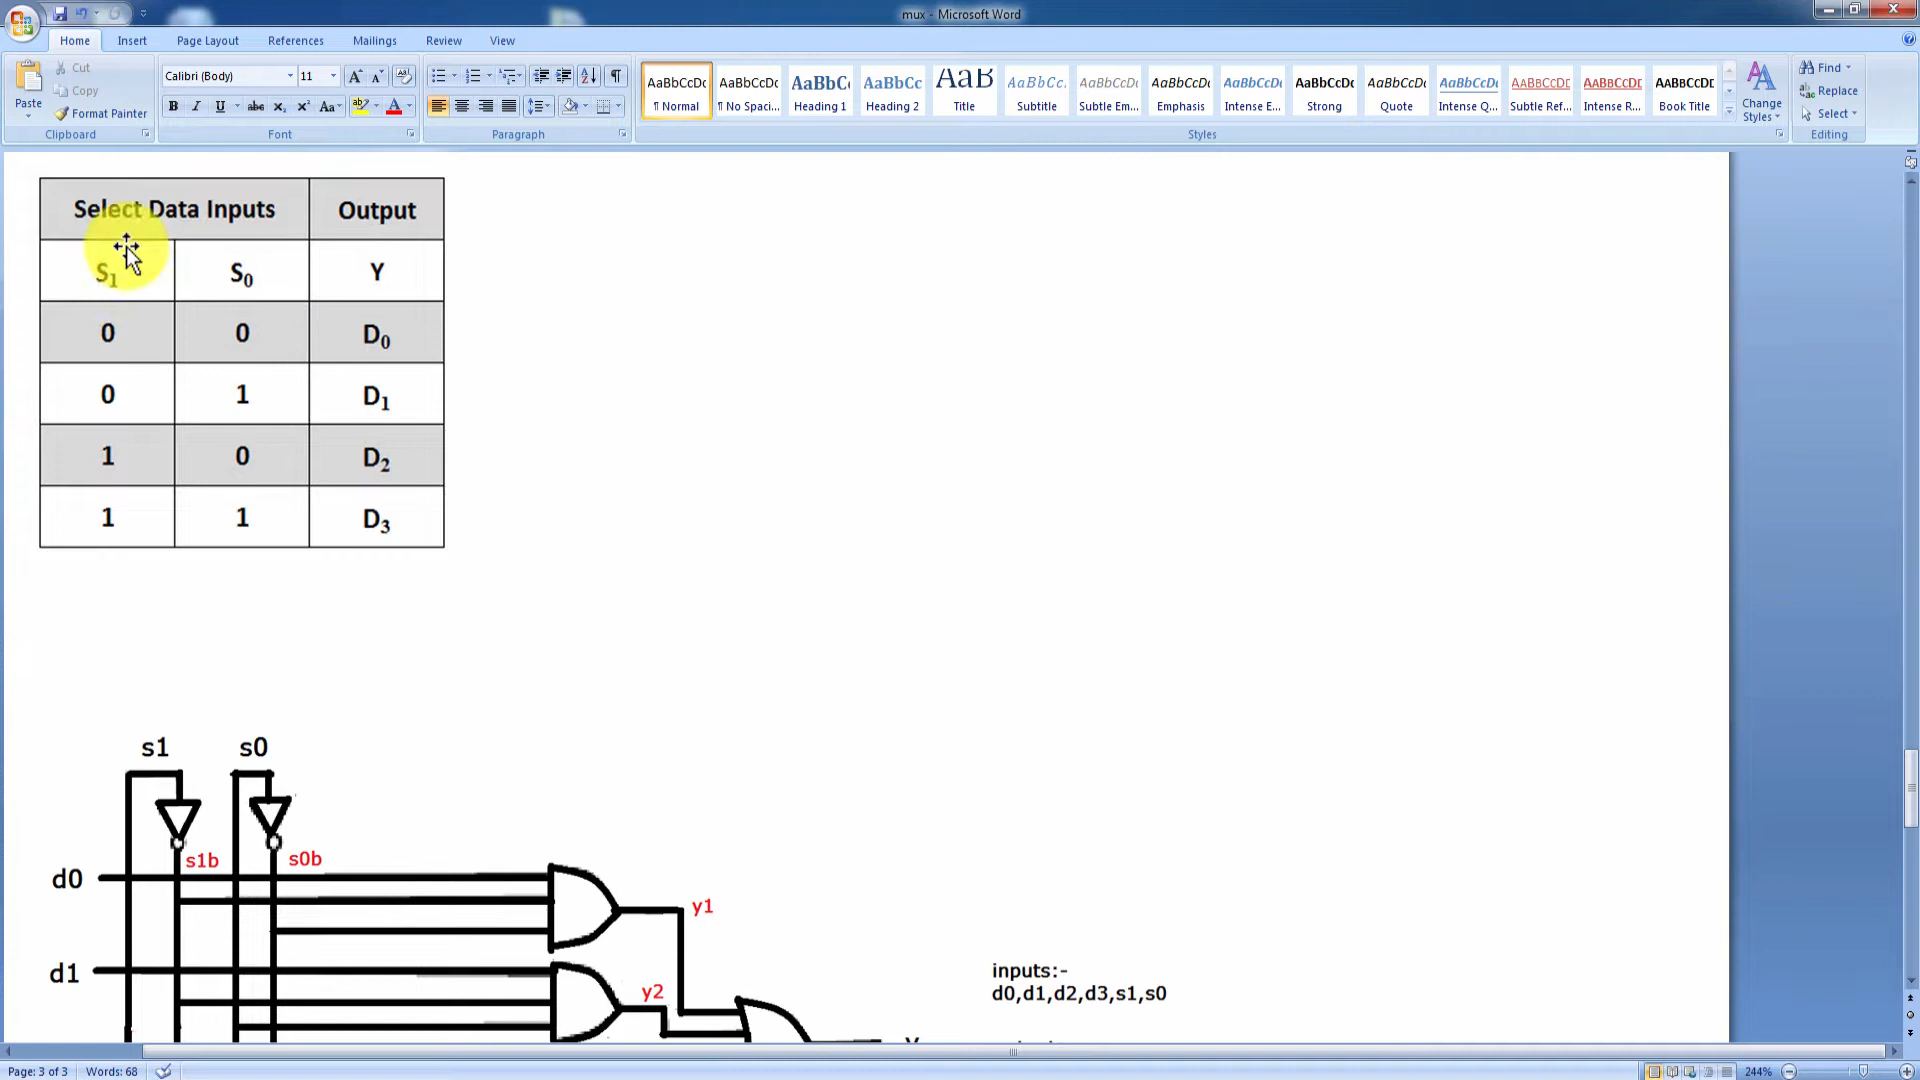 mux - Microsoft Word
Home Insert Page Layout References Mailings Review View
Paste
Cut
Copy
Format Painter
Clipboard
Calibri (Body) 11
Font
Paragraph
AaBbCcDc AaBbCcDc AaBbC AaBbCc AaB AaBbCc. AaBbCcDc AaBbCcDc AaBbCcDc AaBbCcDc AaBbCcDc AaBbCcDc AABBCCDE AABBCCDE AABBCCDE
¶ Normal ¶ No Spaci... Heading 1 Heading 2 Title Subtitle Subtle Em... Emphasis Intense E... Strong Quote Intense Q... Subtle Ref... Intense R... Book Title
Change Styles
Styles
Find
Replace
Select
Editing
Select Data Inputs Output
S1 S0 Y
0 0 D0
0 1 D1
1 0 D2
1 1 D3
s1 s0
s1b s0b
d0
y1
d1
y2
inputs:-
d0,d1,d2,d3,s1,s0
Page: 3 of 3 Words: 68 244%